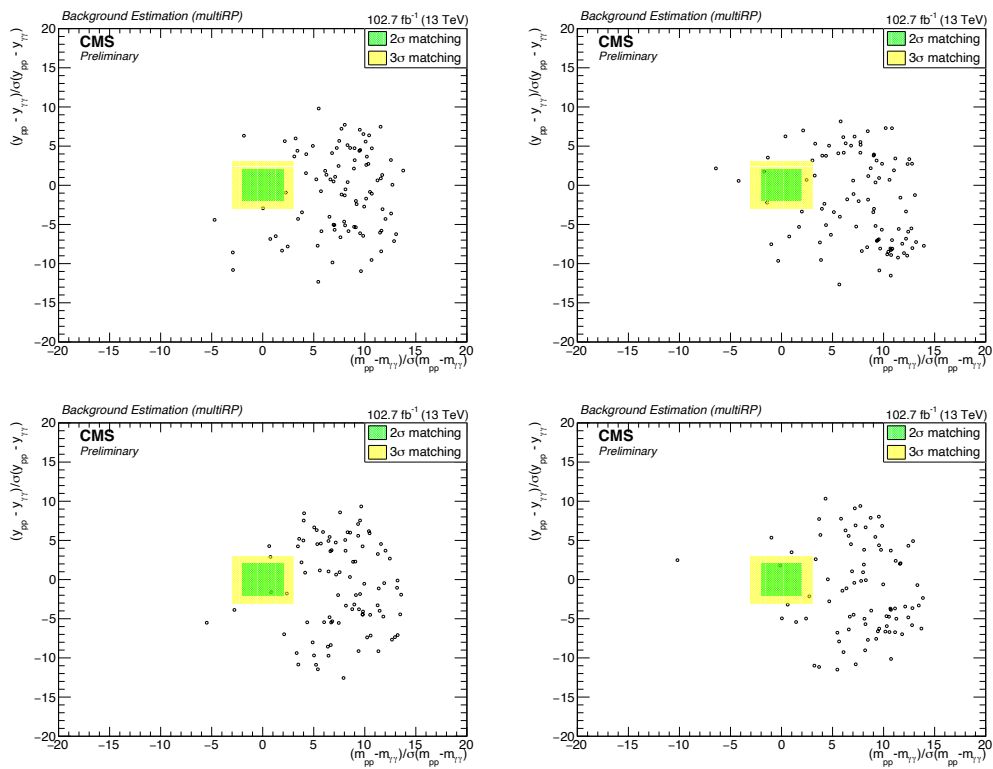 Background Estimation (multiRP) 102.7 fb⁻¹ (13 TeV)
CMS
Preliminary
2σ matching
3σ matching
(y_pp - y_γγ)/σ(y_pp - y_γγ)
20
15
10
5
0
−5
−10
−15
−20
−20 −15 −10 −5 0 5 10 15 20
(m_pp-m_γγ)/σ(m_pp-m_γγ)
Background Estimation (multiRP) 102.7 fb⁻¹ (13 TeV)
CMS
Preliminary
2σ matching
3σ matching
(y_pp - y_γγ)/σ(y_pp - y_γγ)
20
15
10
5
0
−5
−10
−15
−20
−20 −15 −10 −5 0 5 10 15 20
(m_pp-m_γγ)/σ(m_pp-m_γγ)
Background Estimation (multiRP) 102.7 fb⁻¹ (13 TeV)
CMS
Preliminary
2σ matching
3σ matching
(y_pp - y_γγ)/σ(y_pp - y_γγ)
20
15
10
5
0
−5
−10
−15
−20
−20 −15 −10 −5 0 5 10 15 20
(m_pp-m_γγ)/σ(m_pp-m_γγ)
Background Estimation (multiRP) 102.7 fb⁻¹ (13 TeV)
CMS
Preliminary
2σ matching
3σ matching
(y_pp - y_γγ)/σ(y_pp - y_γγ)
20
15
10
5
0
−5
−10
−15
−20
−20 −15 −10 −5 0 5 10 15 20
(m_pp-m_γγ)/σ(m_pp-m_γγ)